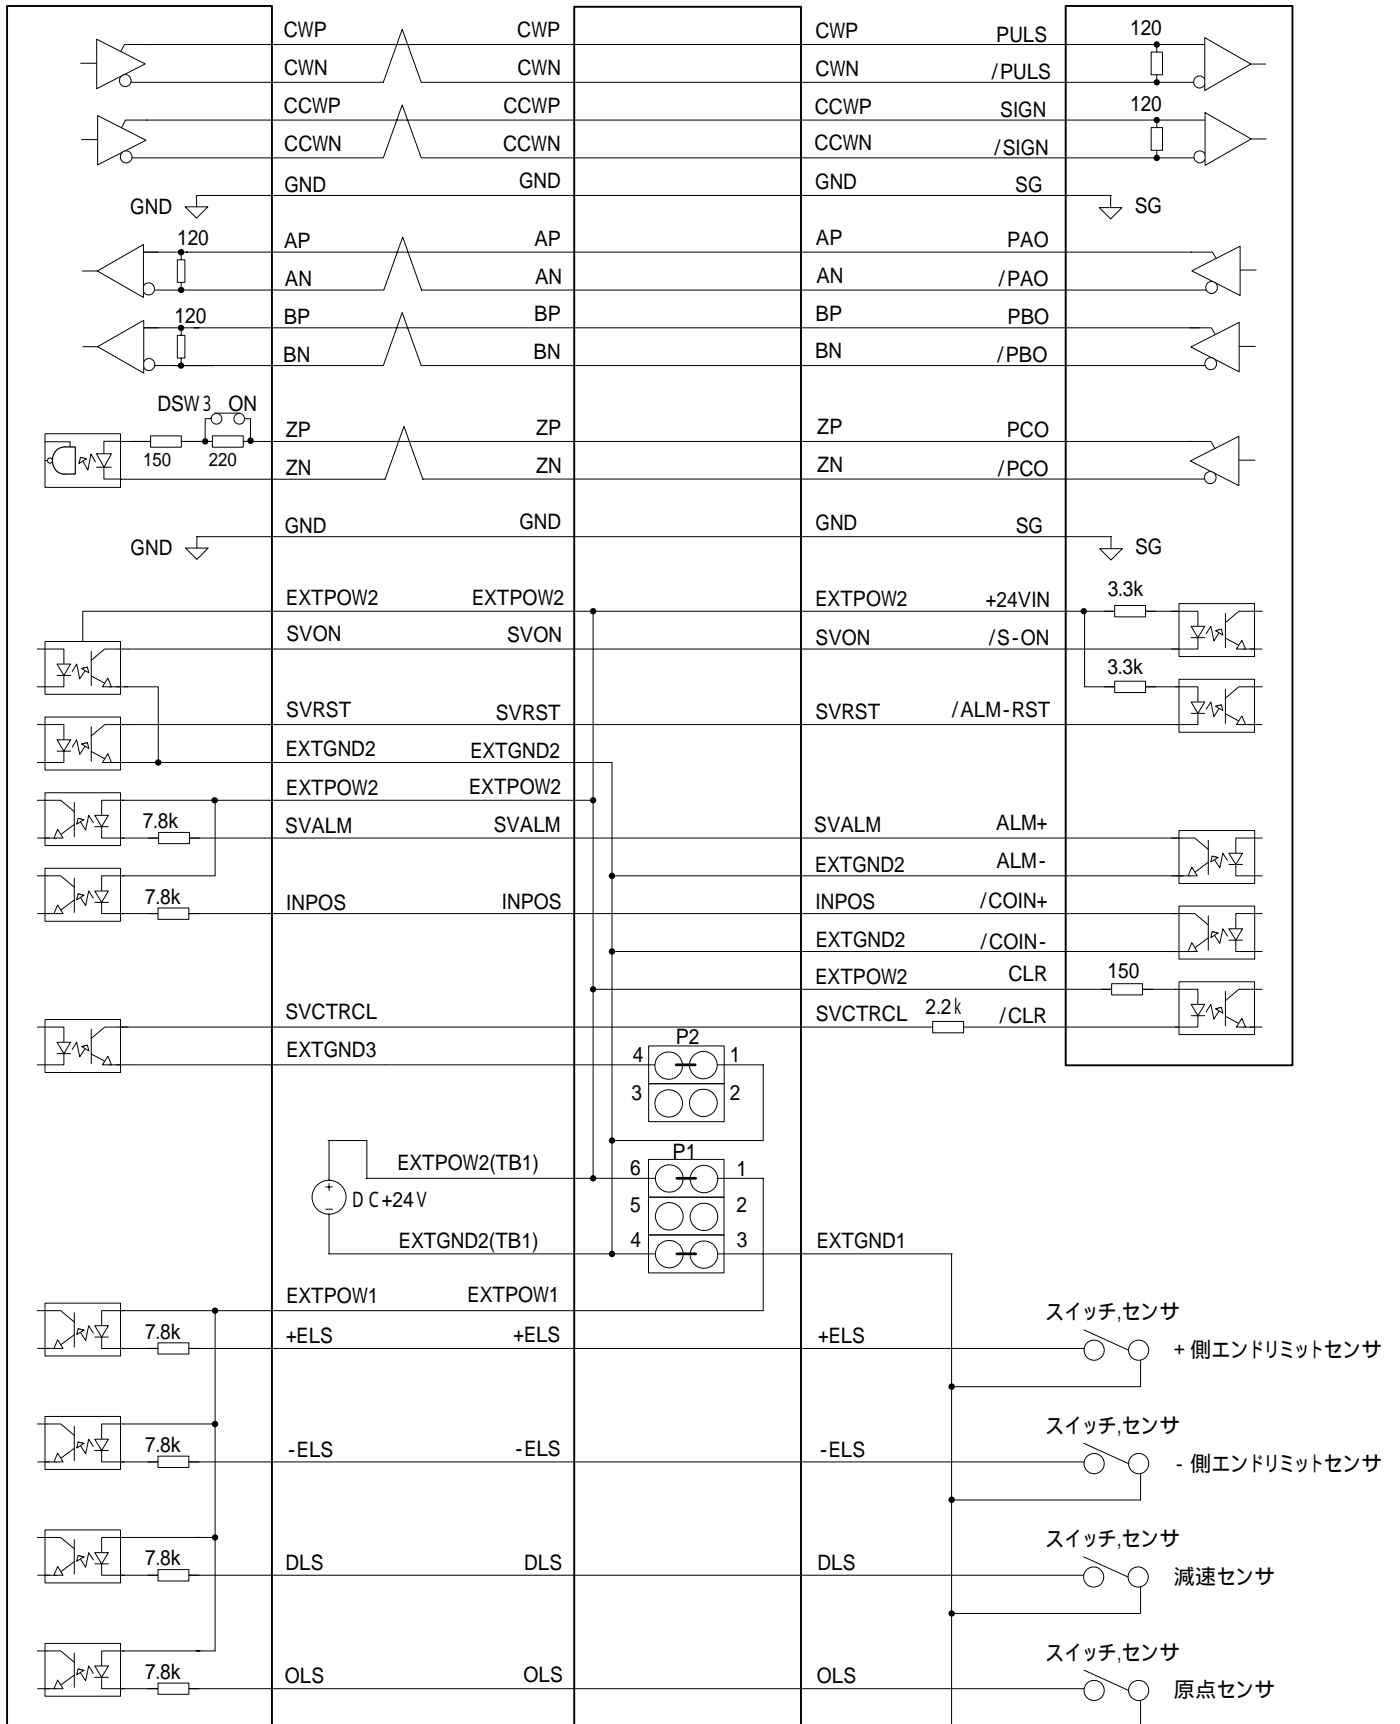 CWP CWP CWP PULS 120
CWN CWN CWN /PULS
CCWP CCWP CCWP SIGN 120
CCWN CCWN CCWN /SIGN
GND GND GND SG
GND SG
120 AP AP AP PAO
AN AN AN /PAO
120 BP BP BP PBO
BN BN BN /PBO
DSW3 ON
ZP ZP ZP PCO
150 220 ZN ZN ZN /PCO
GND GND GND SG
GND SG
EXTPOW2 EXTPOW2 EXTPOW2 +24VIN 3.3k
SVON SVON SVON /S-ON
3.3k
SVRST SVRST SVRST /ALM-RST
EXTGND2 EXTGND2
EXTPOW2 EXTPOW2
7.8k SVALM SVALM SVALM ALM+
EXTGND2 ALM-
7.8k INPOS INPOS INPOS /COIN+
EXTGND2 /COIN-
EXTPOW2 CLR 150
SVCTRCL SVCTRCL 2.2k /CLR
EXTGND3 P2
4 1
3 2
EXTPOW2(TB1) P1
6 1
+ DC+24V
-
5 2
EXTGND2(TB1) 4 3 EXTGND1
EXTPOW1 EXTPOW1
スイッチ,センサ
7.8k +ELS +ELS +ELS +側エンドリミットセンサ
スイッチ,センサ
7.8k -ELS -ELS -ELS -側エンドリミットセンサ
スイッチ,センサ
7.8k DLS DLS DLS 減速センサ
スイッチ,センサ
7.8k OLS OLS OLS 原点センサ